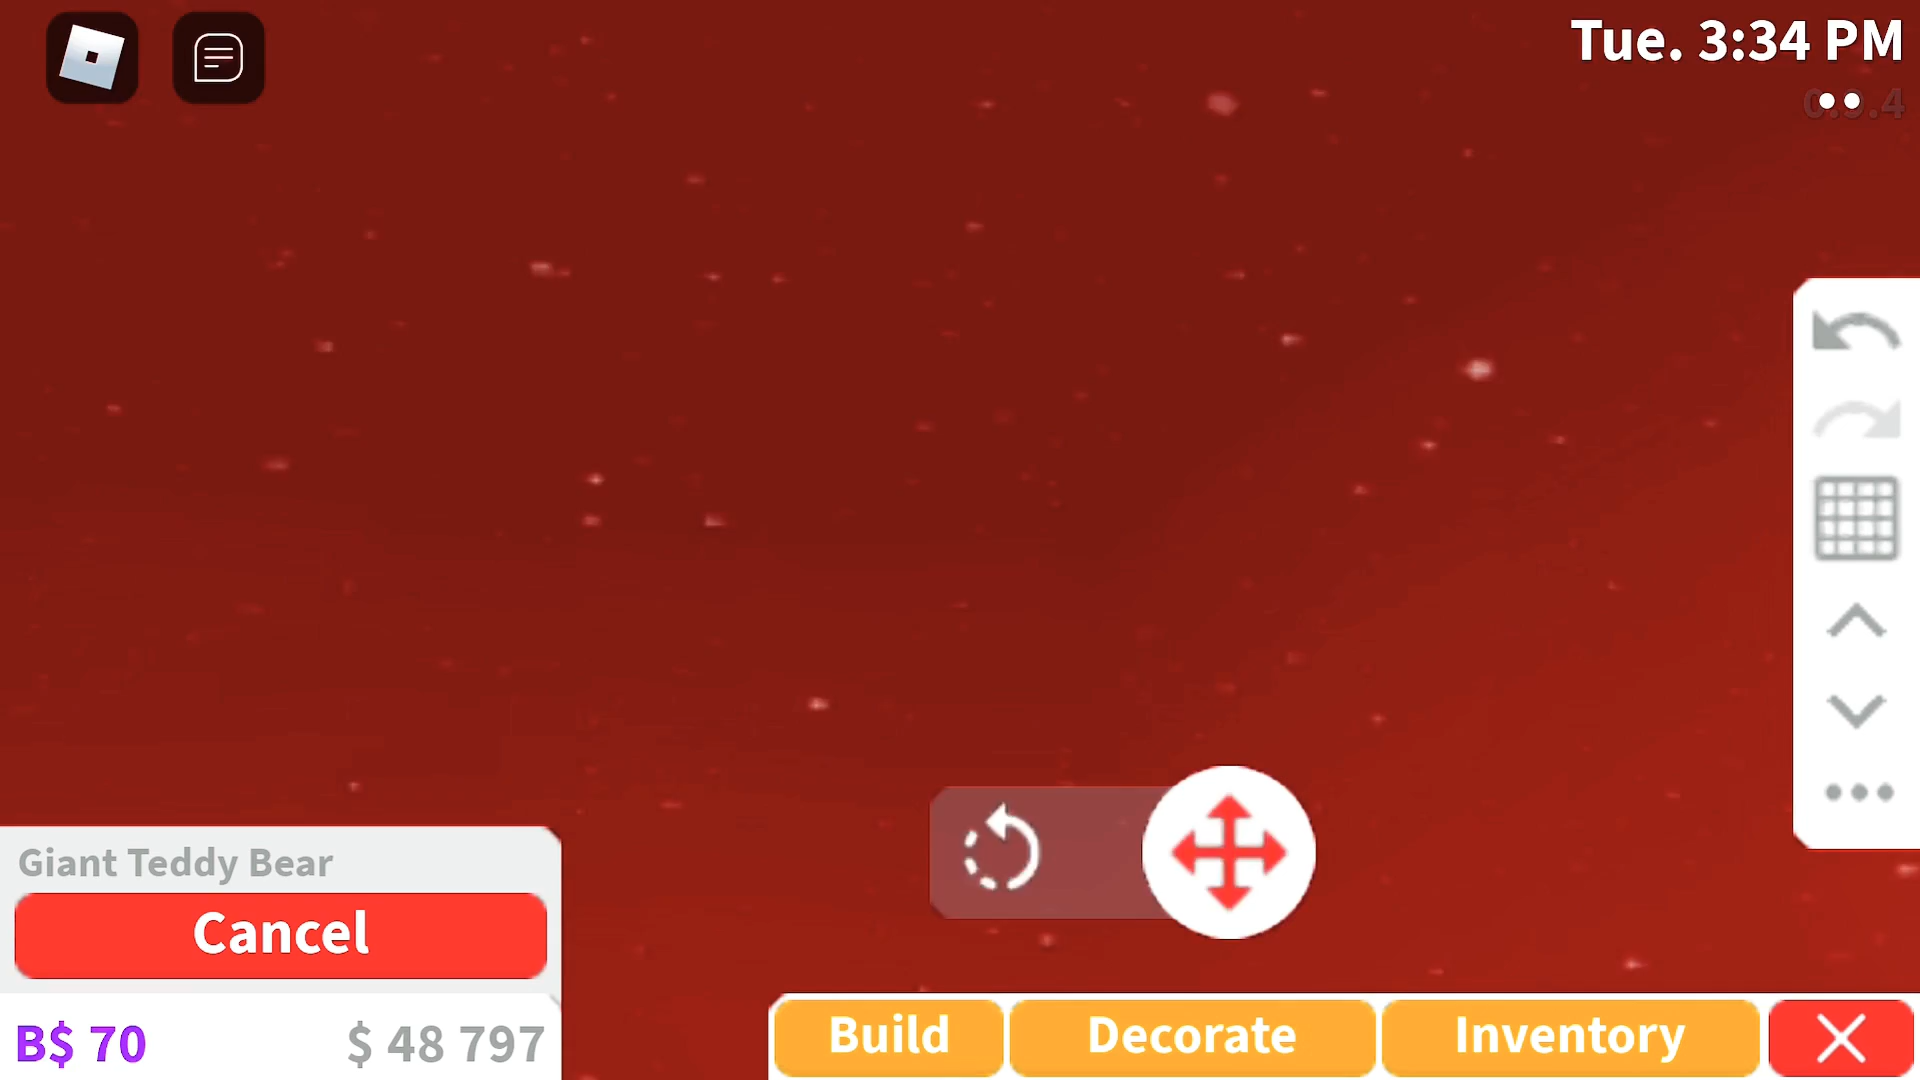 Tue. 3:34 PM
Giant Teddy Bear
Cancel
B$ 70
$ 48 797
Build
Decorate
Inventory